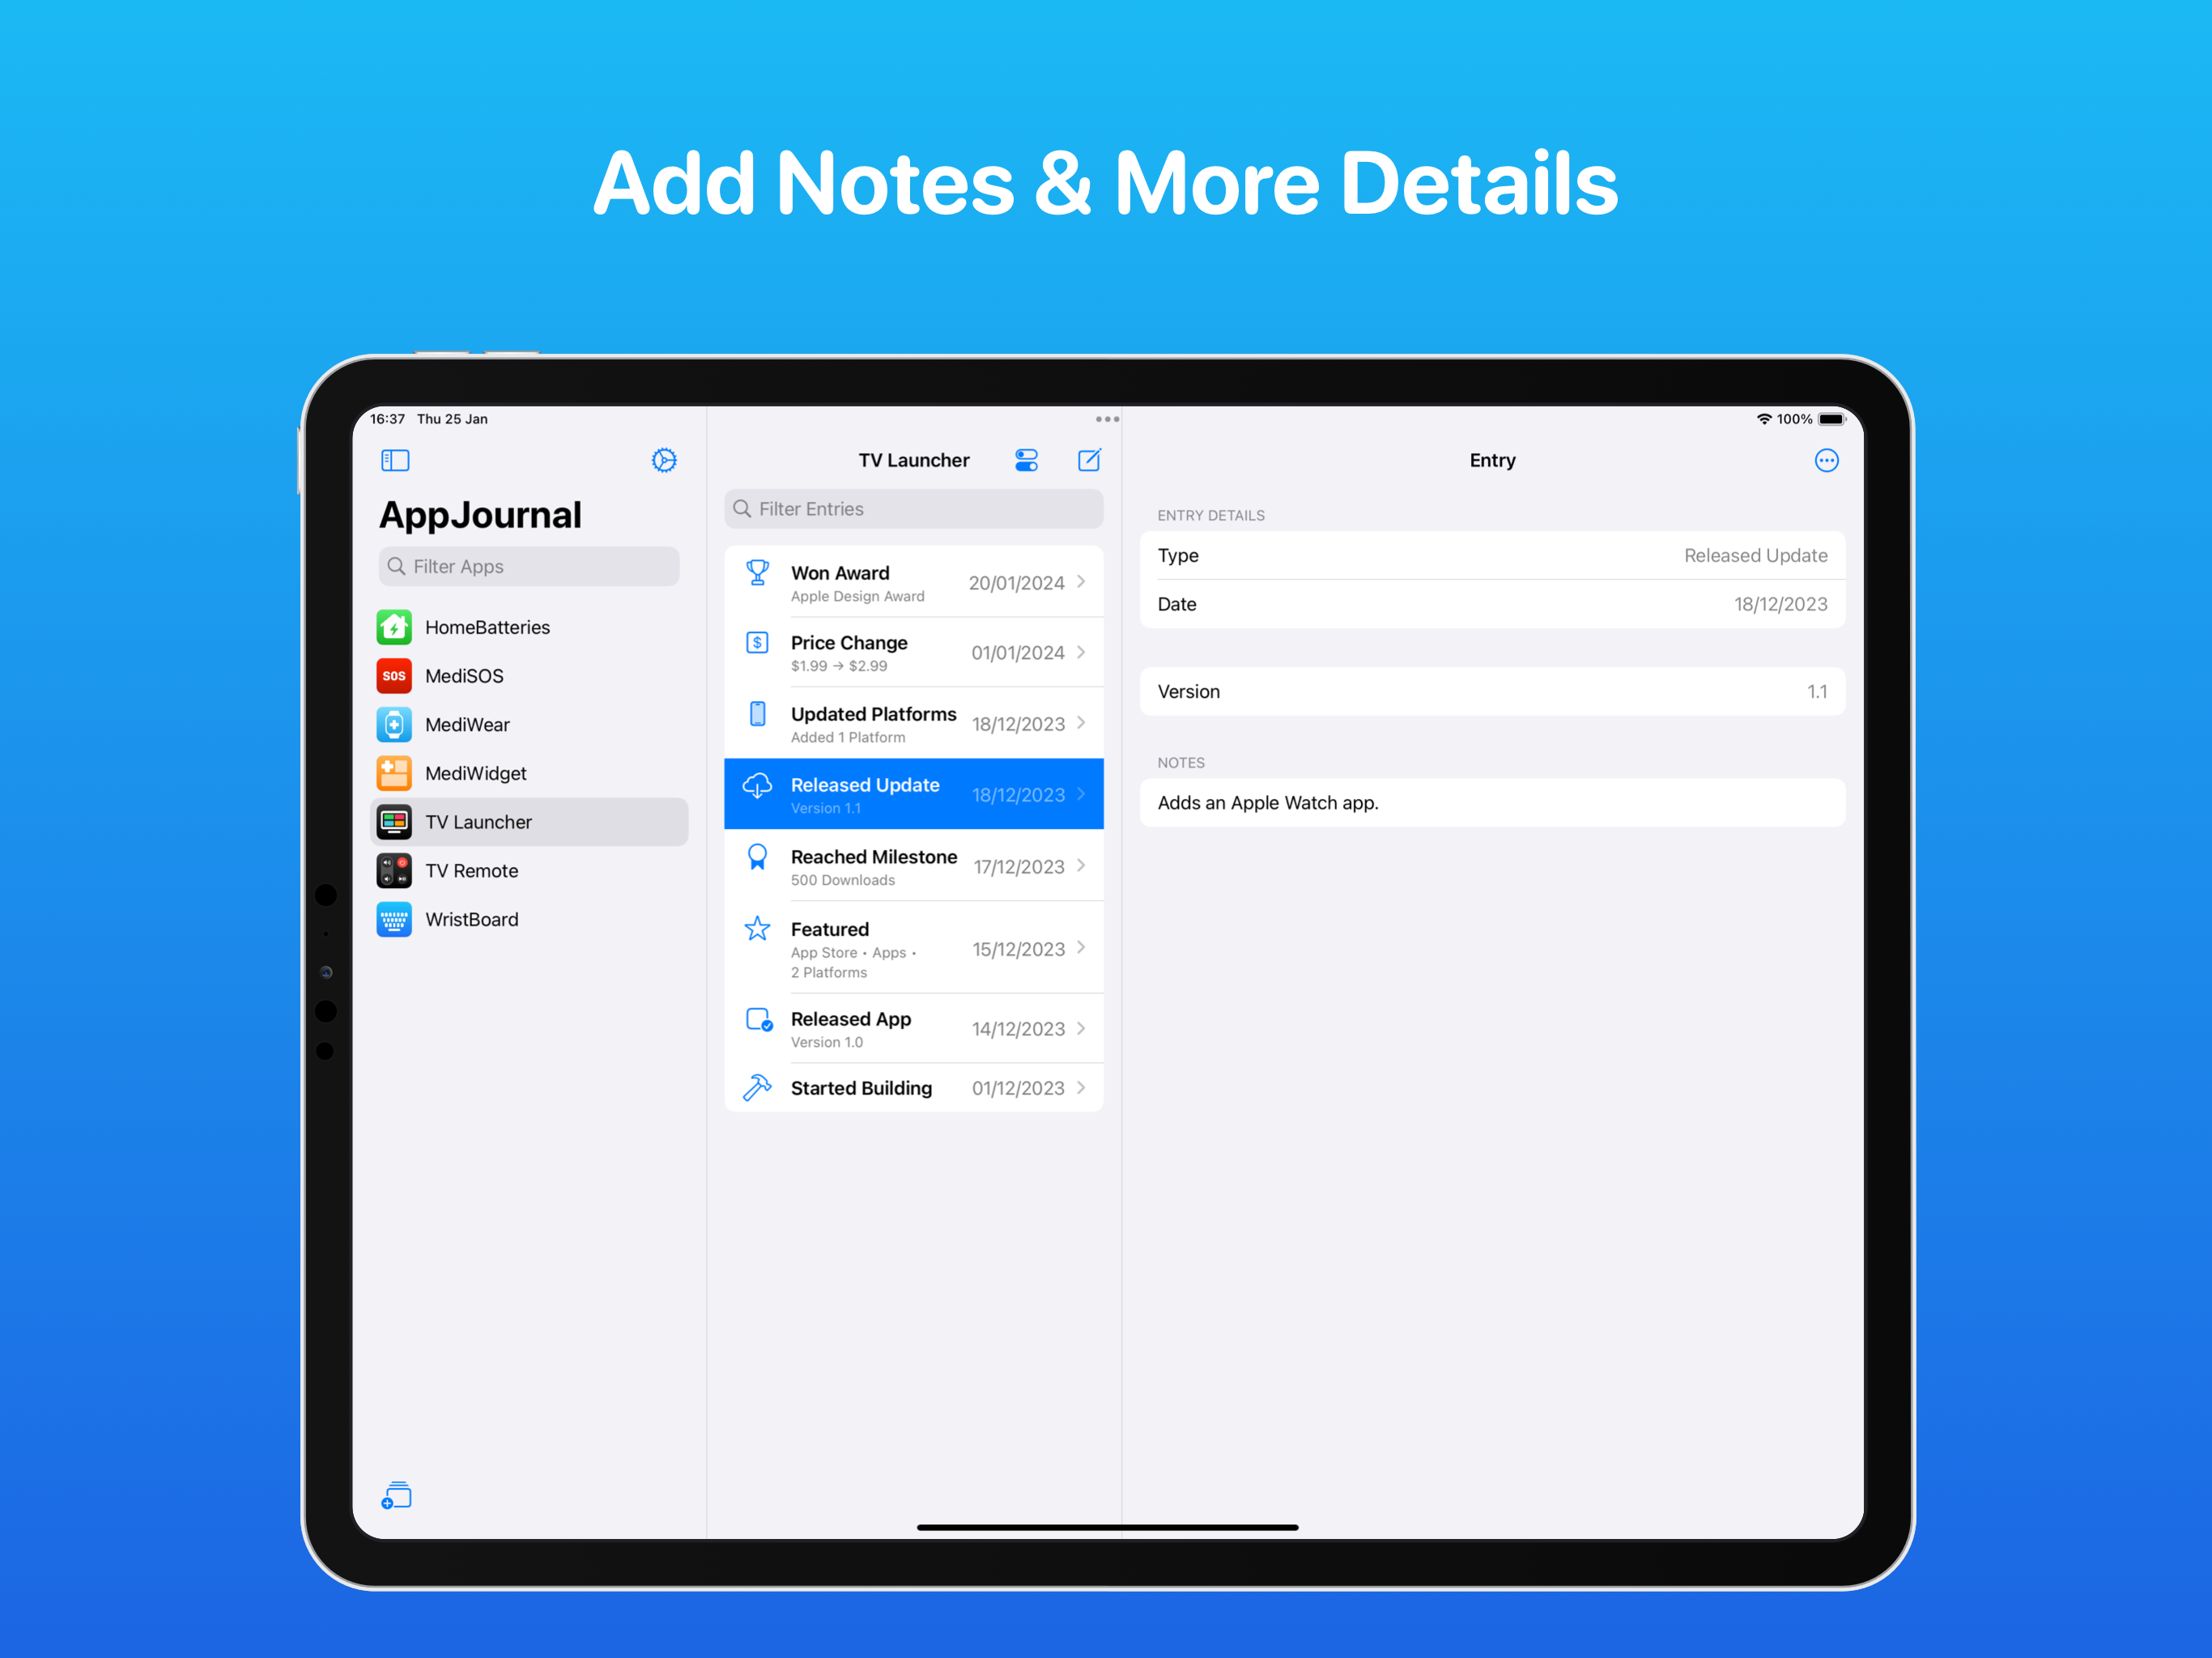 Add Notes & More Details
16:37 Thu 25 Jan
100%
AppJournal
Filter Apps
HomeBatteries
SOS
MediSOS
MediWear
MediWidget
TV Launcher
TV Remote
WristBoard
TV Launcher
Filter Entries
Won Award
Apple Design Award
20/01/2024
$
Price Change
$1.99 → $2.99
01/01/2024
Updated Platforms
Added 1 Platform
18/12/2023
Released Update
Version 1.1
18/12/2023
Reached Milestone
500 Downloads
17/12/2023
Featured
App Store • Apps •
2 Platforms
15/12/2023
Released App
Version 1.0
14/12/2023
Started Building
01/12/2023
Entry
ENTRY DETAILS
Type Released Update
Date 18/12/2023
Version 1.1
NOTES
Adds an Apple Watch app.